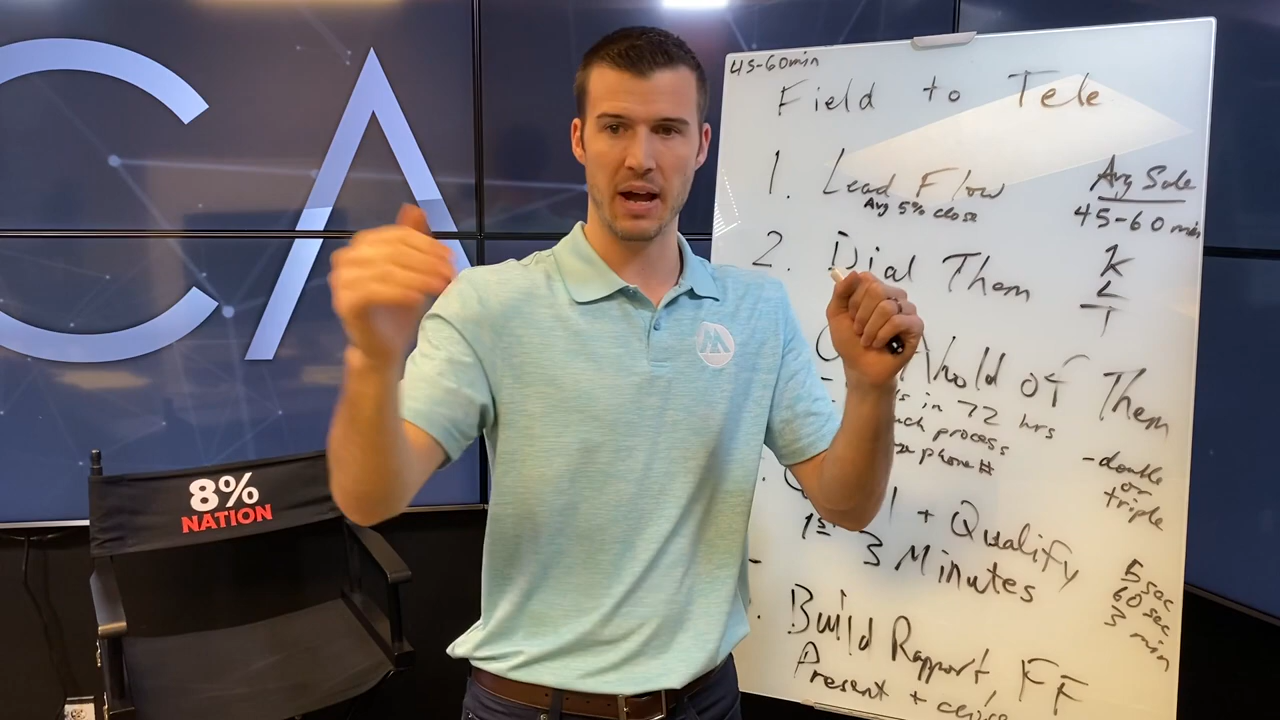 CA
8%
NATION
45-60min
Field to Tele
1. Lead Flow
Avg 5% close
Avg Sale
45-60 min
2. Dial Them
K
L
T
Ahold of Them
in 72 hrs
process
phone #
-double
or
triple
+ Qualify
1st 3 Minutes
5 sec
60 sec
3 min
Build Rapport, FF
Present + close